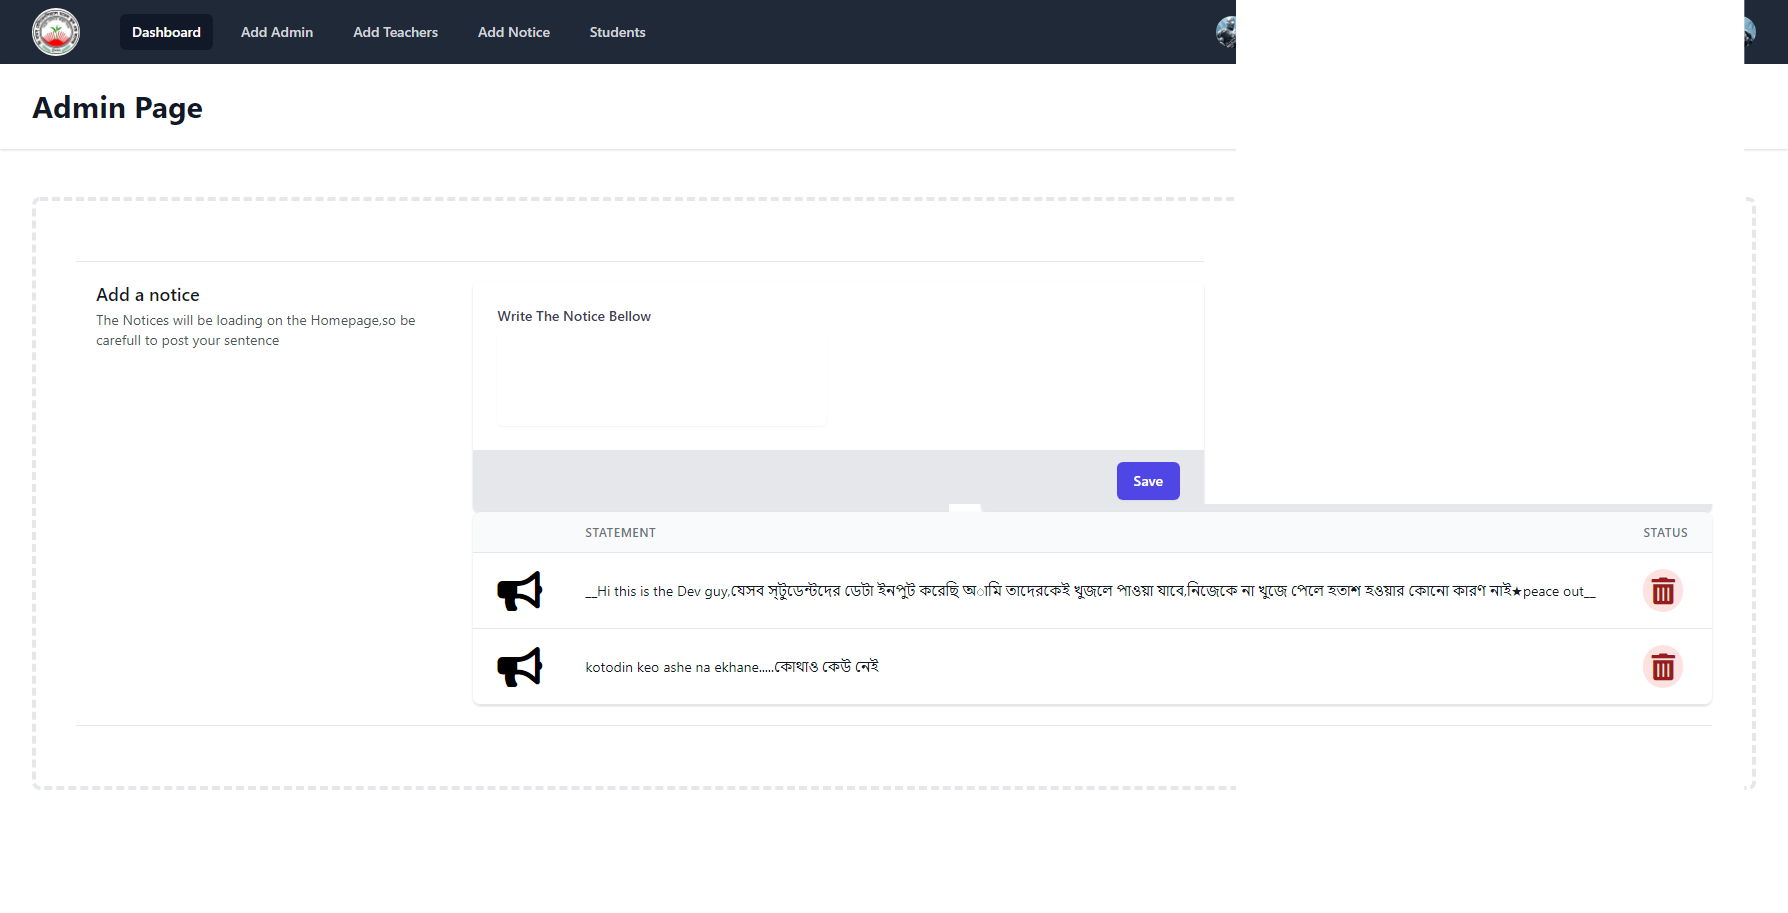 Dashboard Add Admin Add Teachers Add Notice Students
Admin Page
Add a notice
The Notices will be loading on the Homepage,so be
carefull to post your sentence
Write The Notice Bellow
Save
STATEMENT STATUS
__Hi this is the Dev guy,যেসব স্টুডেন্টদের ডেটা ইনপুট করেছি অামি তাদেরকেই খুজলে পাওয়া যাবে,নিজেকে না খুজে পেলে হতাশ হওয়ার কোনো কারণ নাই★peace out__
kotodin keo ashe na ekhane.....কোথাও কেউ নেই